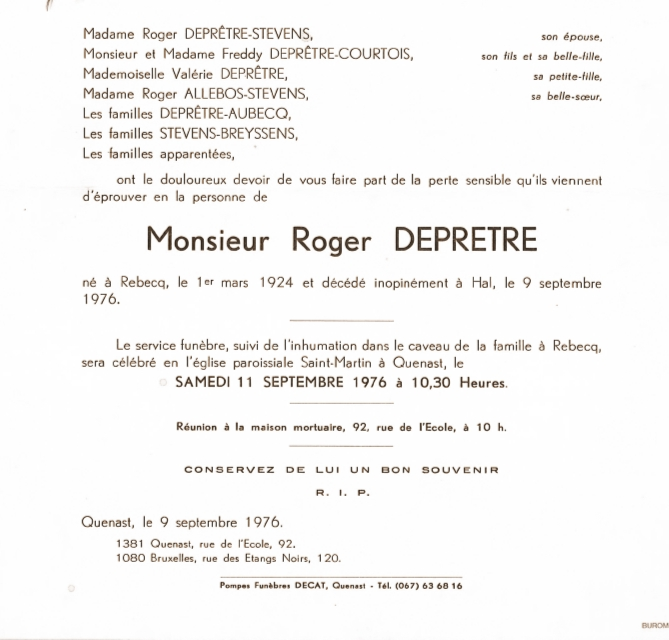 Madame Roger DEPRÊTRE-STEVENS, son épouse,
Monsieur et Madame Freddy DEPRÊTRE-COURTOIS, son fils et sa belle-fille,
Mademoiselle Valérie DEPRÊTRE, sa petite-fille,
Madame Roger ALLEBOS-STEVENS, sa belle-sœur,
Les familles DEPRÊTRE-AUBECQ,
Les familles STEVENS-BREYSSENS,
Les familles apparentées,
ont le douloureux devoir de vous faire part de la perte sensible qu'ils viennent
d'éprouver en la personne de
Monsieur Roger DEPRETRE
né à Rebecq, le 1er mars 1924 et décédé inopinément à Hal, le 9 septembre
1976.
Le service funèbre, suivi de l'inhumation dans le caveau de la famille à Rebecq,
sera célébré en l'église paroissiale Saint-Martin à Quenast, le
SAMEDI 11 SEPTEMBRE 1976 à 10,30 Heures.
Réunion à la maison mortuaire, 92, rue de l'Ecole, à 10 h.
CONSERVEZ DE LUI UN BON SOUVENIR
R. I. P.
Quenast, le 9 septembre 1976.
1381 Quenast, rue de l'Ecole, 92.
1080 Bruxelles, rue des Etangs Noirs, 120.
Pompes Funèbres DECAT, Quenast - Tél. (067) 63 68 16
BUROM